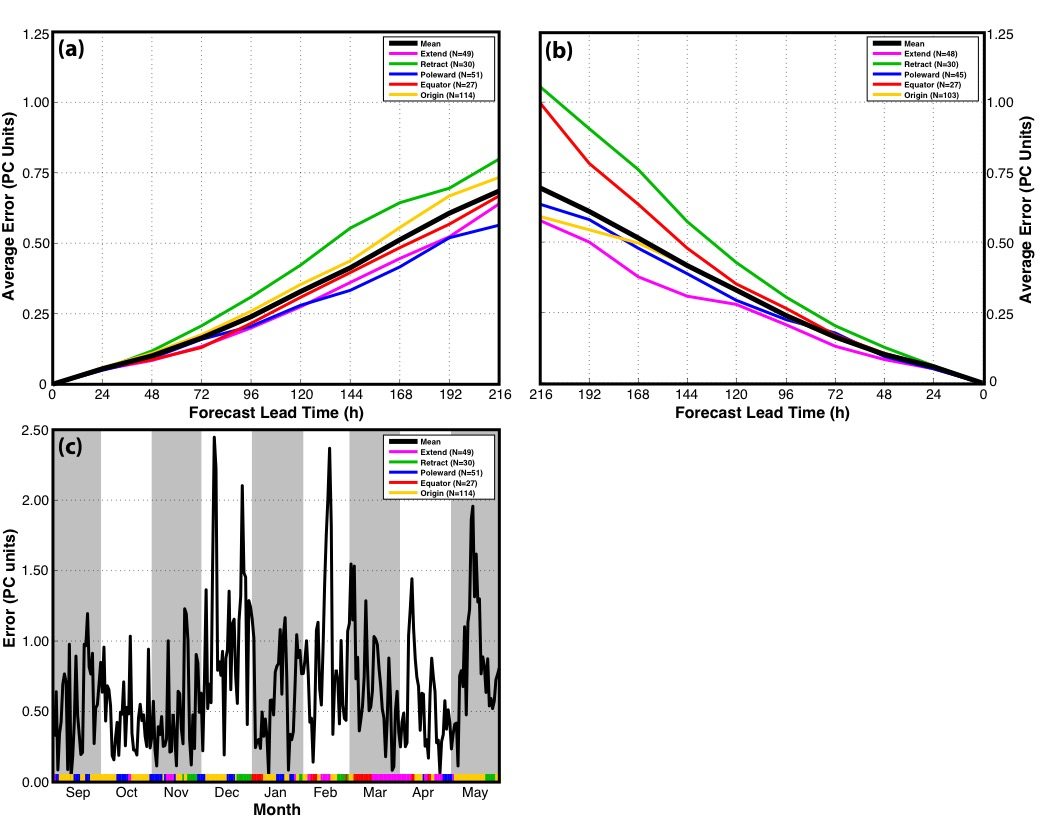 (a)
Average Error (PC Units)
1.25
1.00
0.75
0.50
0.25
0
Mean
Extend (N=49)
Retract (N=30)
Poleward (N=51)
Equator (N=27)
Origin (N=114)
0 24 48 72 96 120 144 168 192 216
Forecast Lead Time (h)
(b)
Mean
Extend (N=48)
Retract (N=30)
Poleward (N=45)
Equator (N=27)
Origin (N=103)
1.25
1.00
0.75
0.50
0.25
0
Average Error (PC Units)
216 192 168 144 120 96 72 48 24 0
Forecast Lead Time (h)
(c)
Error (PC units)
2.50
2.00
1.50
1.00
0.50
0.00
Mean
Extend (N=49)
Retract (N=30)
Poleward (N=51)
Equator (N=27)
Origin (N=114)
Sep Oct Nov Dec Jan Feb Mar Apr May
Month